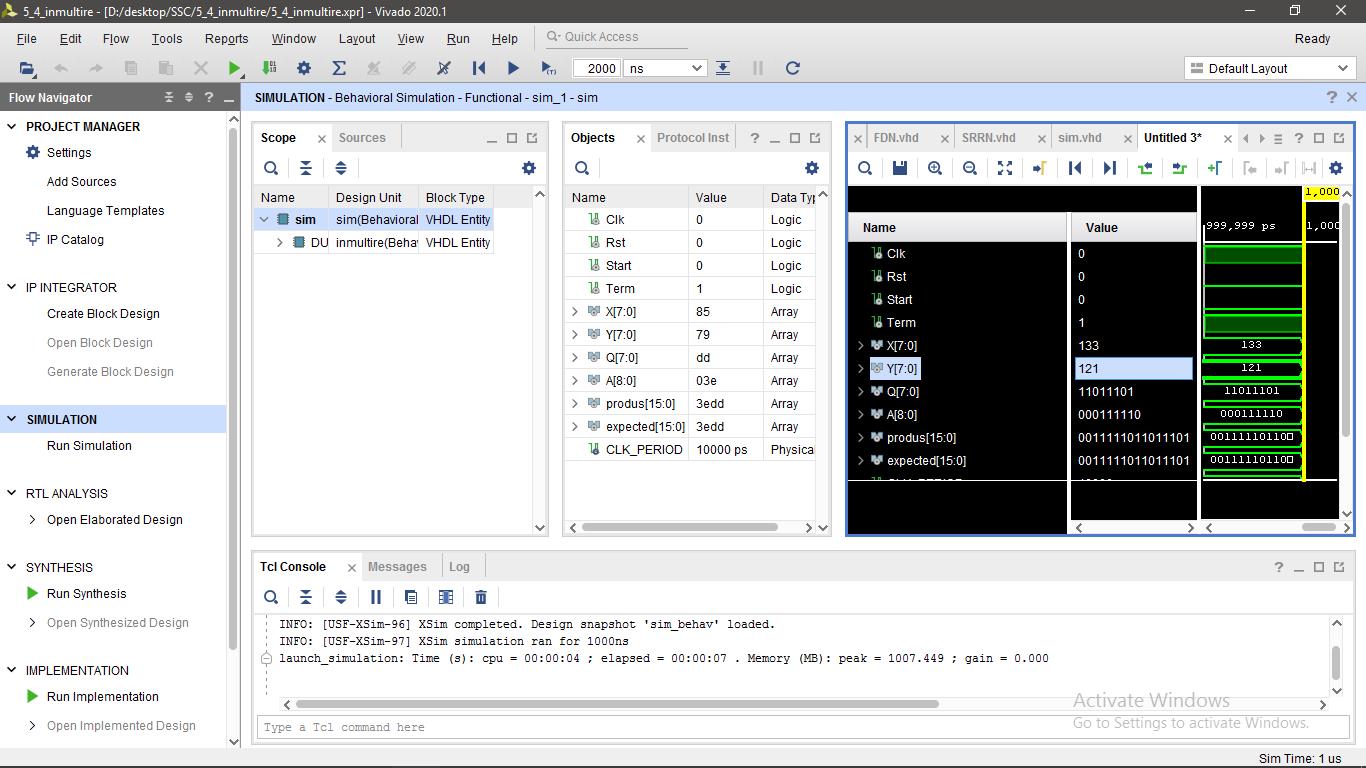 5_4_inmultire - [D:/desktop/SSC/5_4_inmultire/5_4_inmultire.xpr] - Vivado 2020.1
File Edit Flow Tools Reports Window Layout View Run Help Quick Access Ready
2000 ns Default Layout
Flow Navigator
SIMULATION - Behavioral Simulation - Functional - sim_1 - sim
PROJECT MANAGER
Settings
Add Sources
Language Templates
IP Catalog
IP INTEGRATOR
Create Block Design
Open Block Design
Generate Block Design
SIMULATION
Run Simulation
RTL ANALYSIS
Open Elaborated Design
SYNTHESIS
Run Synthesis
Open Synthesized Design
IMPLEMENTATION
Run Implementation
Open Implemented Design
Scope Sources
Name Design Unit Block Type
sim sim(Behavioral VHDL Entity
DU inmultire(Beha VHDL Entity
Objects Protocol Inst
Name Value Data Typ
Clk 0 Logic
Rst 0 Logic
Start 0 Logic
Term 1 Logic
X[7:0] 85 Array
Y[7:0] 79 Array
Q[7:0] dd Array
A[8:0] 03e Array
produs[15:0] 3edd Array
expected[15:0] 3edd Array
CLK_PERIOD 10000 ps Physica
FDN.vhd SRRN.vhd sim.vhd Untitled 3*
1,000
Name Value 999,999 ps 1,000
Clk 0
Rst 0
Start 0
Term 1
X[7:0] 133 133
Y[7:0] 121 121
Q[7:0] 11011101 11011101
A[8:0] 000111110 000111110
produs[15:0] 0011111011011101 00111110110
expected[15:0] 0011111011011101 00111110110
Tcl Console Messages Log
INFO: [USF-XSim-96] XSim completed. Design snapshot 'sim_behav' loaded.
INFO: [USF-XSim-97] XSim simulation ran for 1000ns
launch_simulation: Time (s): cpu = 00:00:04 ; elapsed = 00:00:07 . Memory (MB): peak = 1007.449 ; gain = 0.000
Type a Tcl command here
Activate Windows
Go to Settings to activate Windows.
Sim Time: 1 us